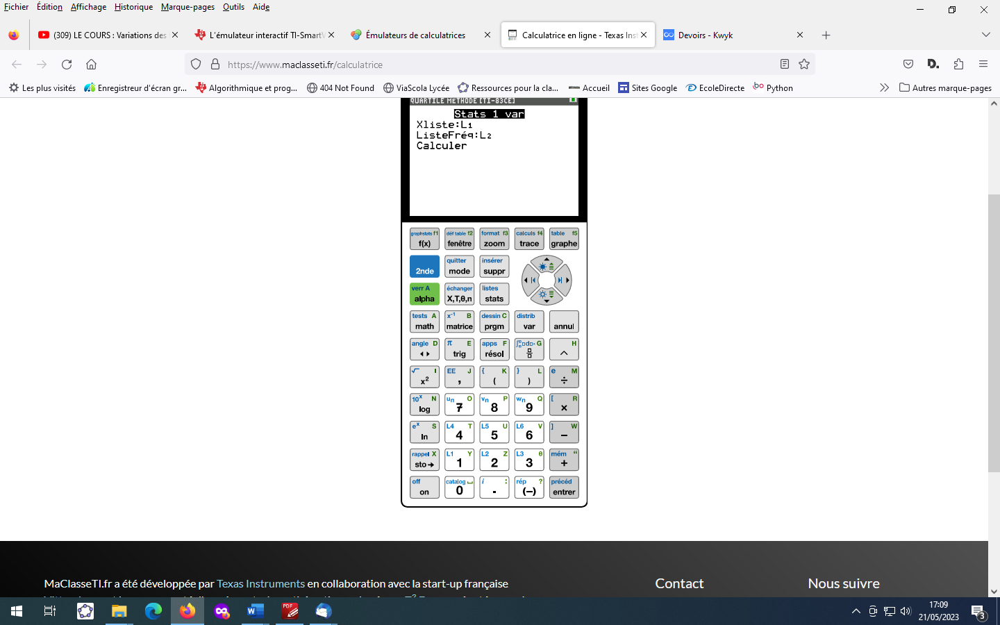 Fichier Édition Affichage Historique Marque-pages Outils Aide
(309) LE COURS : Variations des
L'émulateur interactif TI-SmartV
Émulateurs de calculatrices
Calculatrice en ligne - Texas Inst
Devoirs - Kwyk
https://www.maclasseti.fr/calculatrice
Les plus visités Enregistreur d'écran gr... Algorithmique et prog... 404 Not Found ViaScola Lycée Ressources pour la cla... Accueil Sites Google EcoleDirecte Python Autres marque-pages
QUARTILE METHODE [TI-83CE]
Stats 1 var
Xliste:L1
ListeFréq:L2
Calculer
graphstats f1 déf table f2 format f3 calculs f4 table f5
f(x) fenêtre zoom trace graphe
quitter insérer
2nde mode suppr
verr A échanger listes
alpha X,T,θ,n stats
tests A x⁻¹ B dessin C distrib
math matrice prgm var annul
angle D π E apps F G H
trig résol ^
√ I EE J { K } L e M
x² , ( ) ÷
10ˣ N uₙ O vₙ P wₙ Q [ R
log 7 8 9 ×
eˣ S L4 T L5 U L6 V ] W
ln 4 5 6 −
rappel X L1 Y L2 Z L3 θ mém “
sto→ 1 2 3 +
off catalog i : rép ? précéd
on 0 . (−) entrer
MaClasseTI.fr a été développée par Texas Instruments en collaboration avec la start-up française
Contact
Nous suivre
17:09
21/05/2023
3